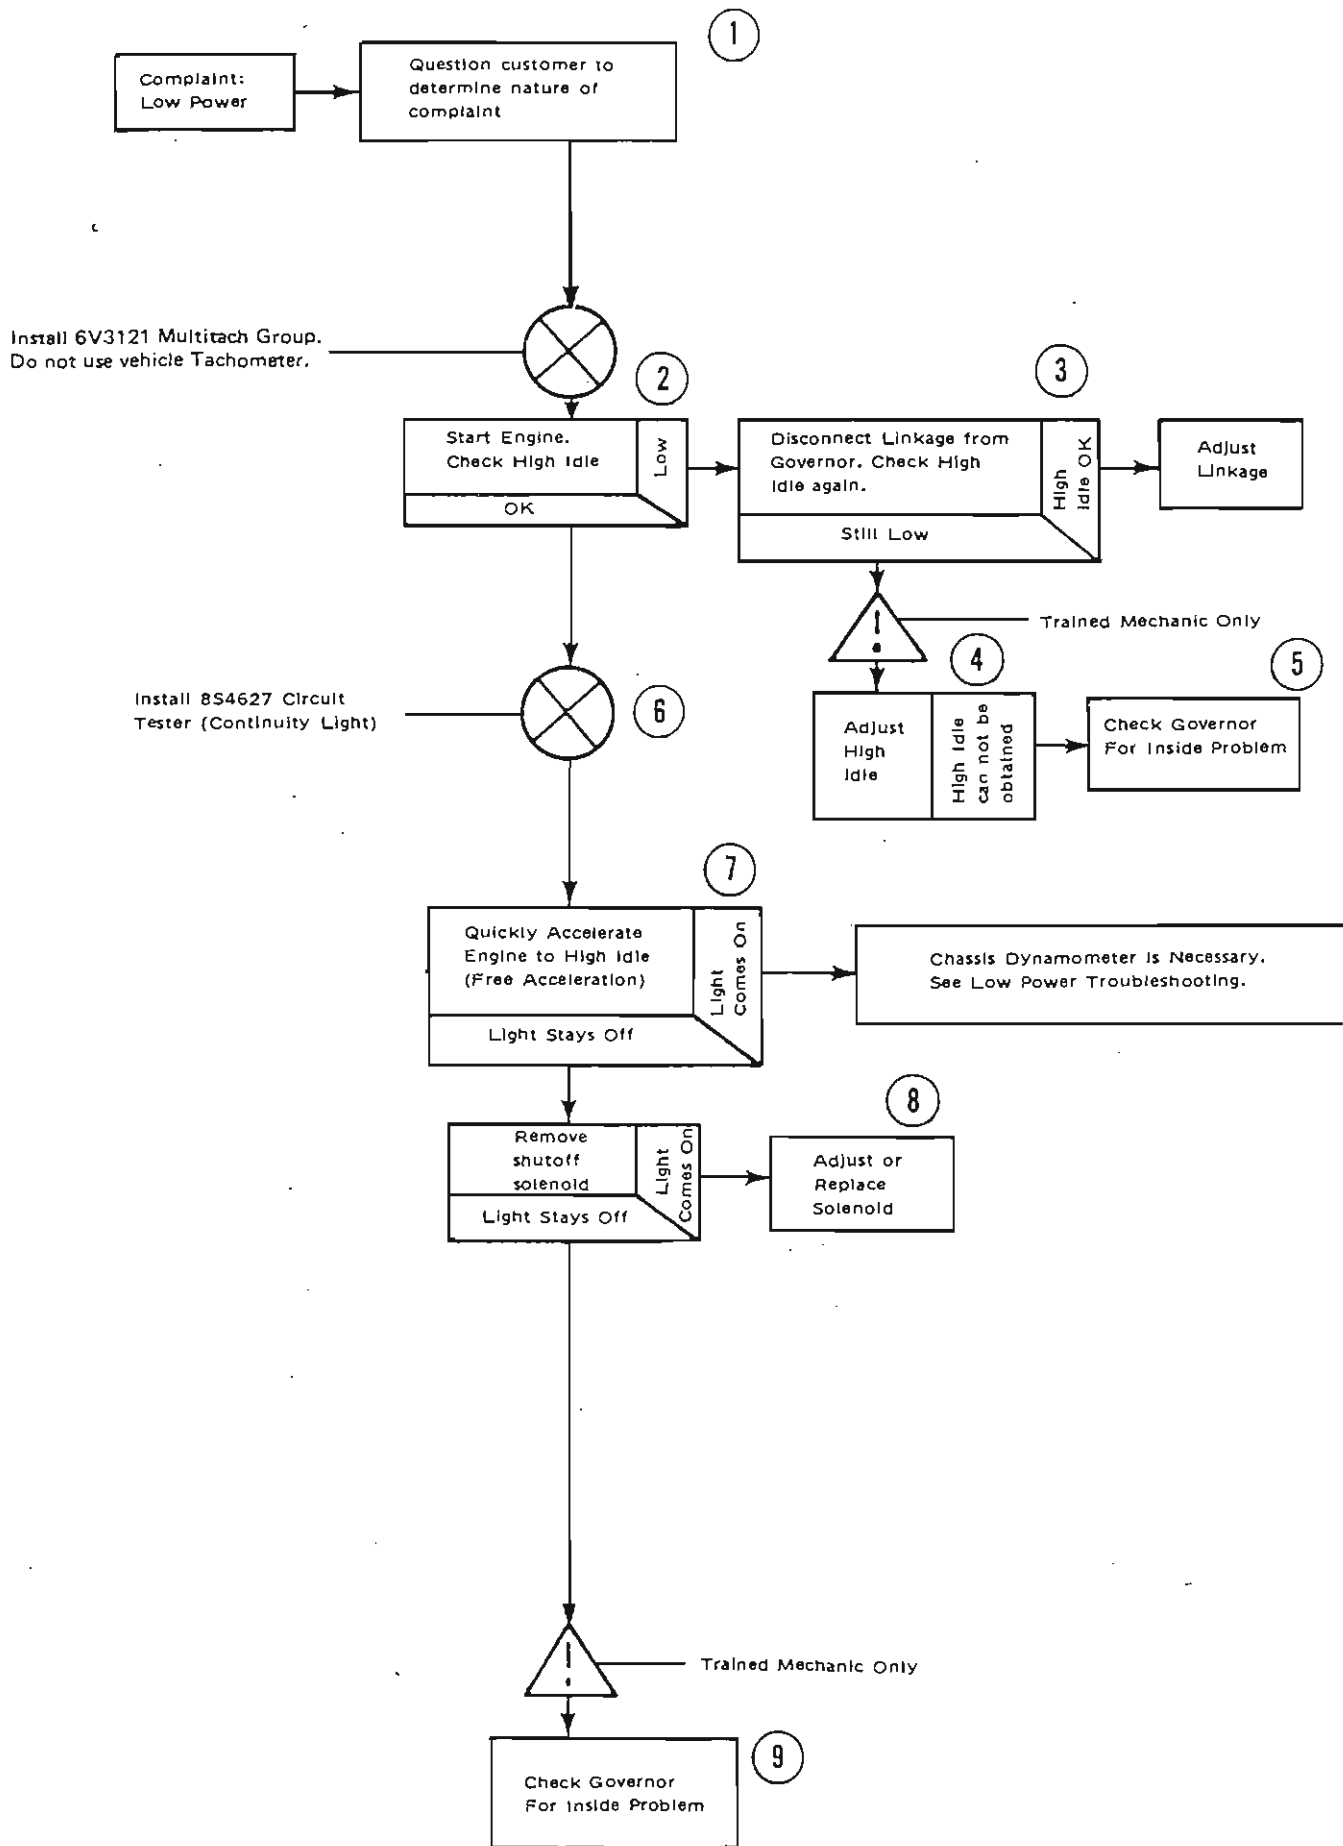 1
Complaint:
Low Power
Question customer to
determine nature of
complaint
Install 6V3121 Multitach Group.
Do not use vehicle Tachometer.
2
3
Start Engine.
Check High Idle
Low
OK
Disconnect Linkage from
Governor. Check High
Idle again.
High
Idle OK
Still Low
Adjust
Linkage
Trained Mechanic Only
4
5
Install 8S4627 Circuit
Tester (Continuity Light)
6
Adjust
High
Idle
High Idle
can not be
obtained
Check Governor
For Inside Problem
7
Quickly Accelerate
Engine to High Idle
(Free Acceleration)
Light
Comes On
Light Stays Off
Chassis Dynamometer is Necessary.
See Low Power Troubleshooting.
8
Remove
shutoff
solenoid
Light
Comes On
Light Stays Off
Adjust or
Replace
Solenoid
Trained Mechanic Only
9
Check Governor
For Inside Problem